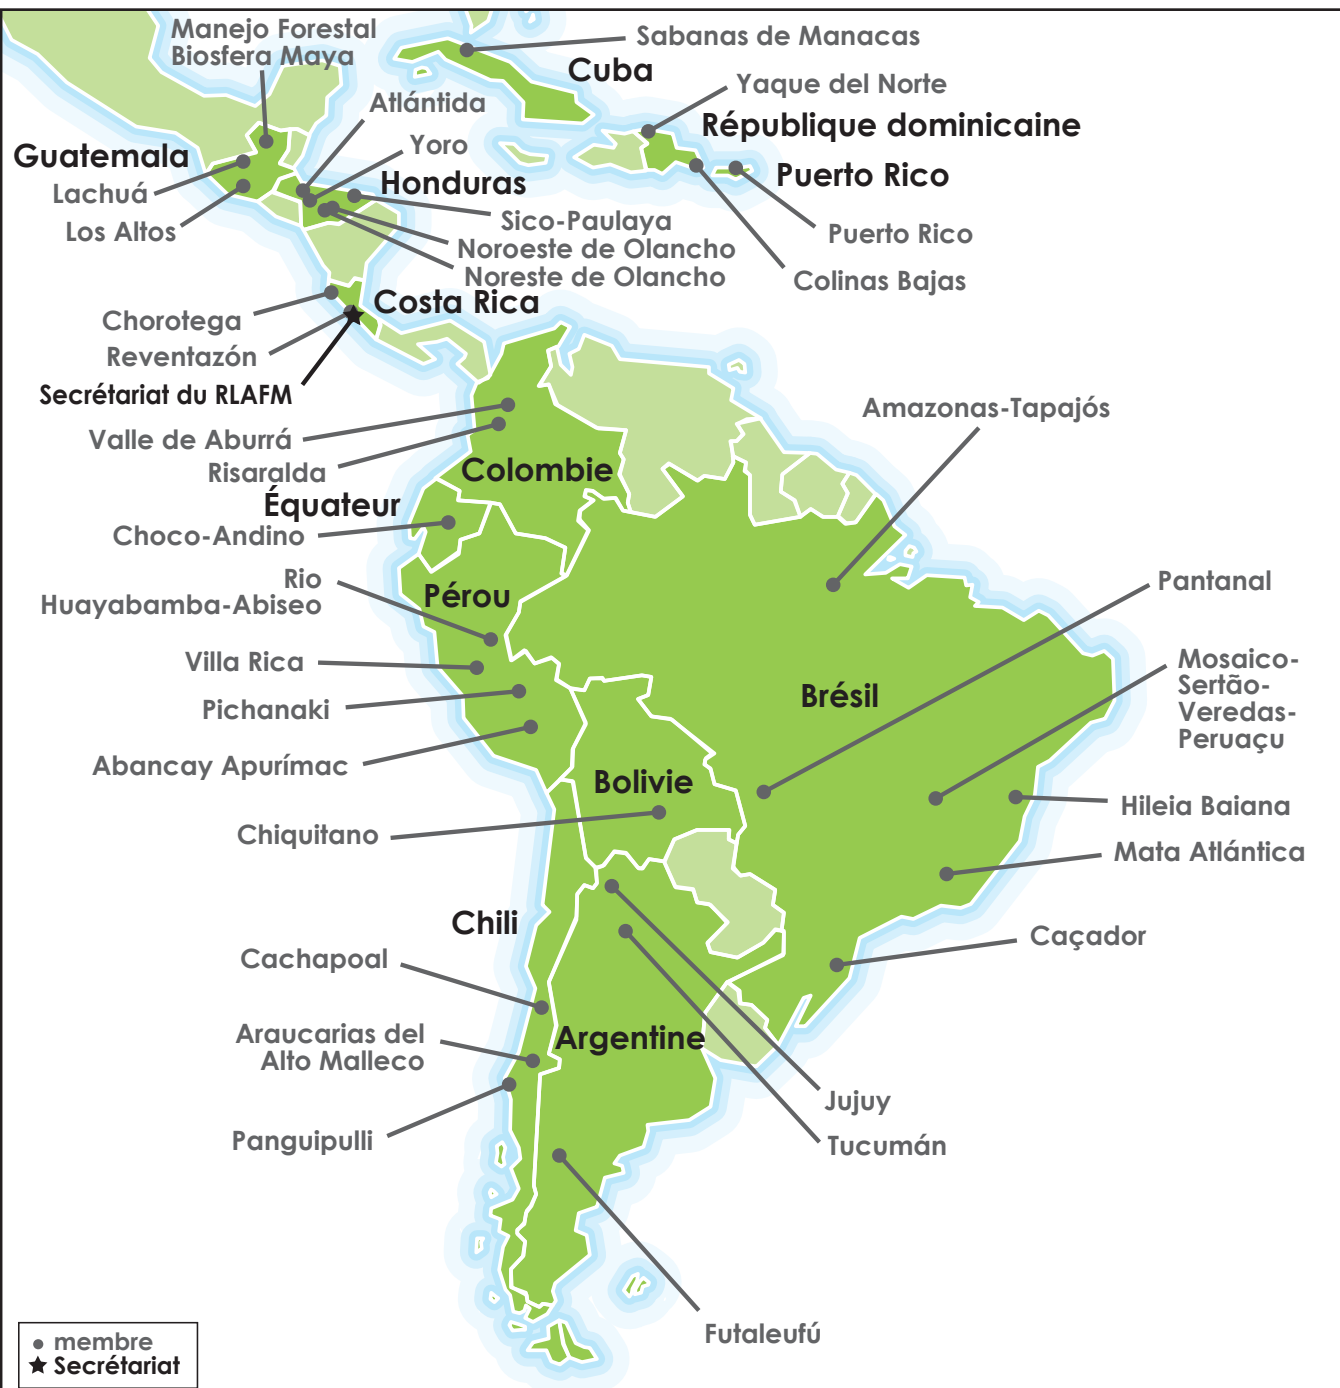 Manejo Forestal
Biosfera Maya
Sabanas de Manacas
Cuba
Yaque del Norte
Atlántida
République dominicaine
Yoro
Guatemala
Honduras
Puerto Rico
Lachuá
Sico-Paulaya
Los Altos
Puerto Rico
Noroeste de Olancho
Noreste de Olancho
Colinas Bajas
Costa Rica
Chorotega
Reventazón
Secrétariat du RLAFM
Amazonas-Tapajós
Valle de Aburrá
Risaralda
Colombie
Équateur
Choco-Andino
Rio
Huayabamba-Abiseo
Pérou
Pantanal
Villa Rica
Mosaico-
Sertão-
Veredas-
Peruaçu
Brésil
Pichanaki
Abancay Apurímac
Bolivie
Hileia Baiana
Chiquitano
Mata Atlántica
Chili
Caçador
Cachapoal
Araucarias del
Alto Malleco
Argentine
Jujuy
Panguipulli
Tucumán
Futaleufú
membre
Secrétariat